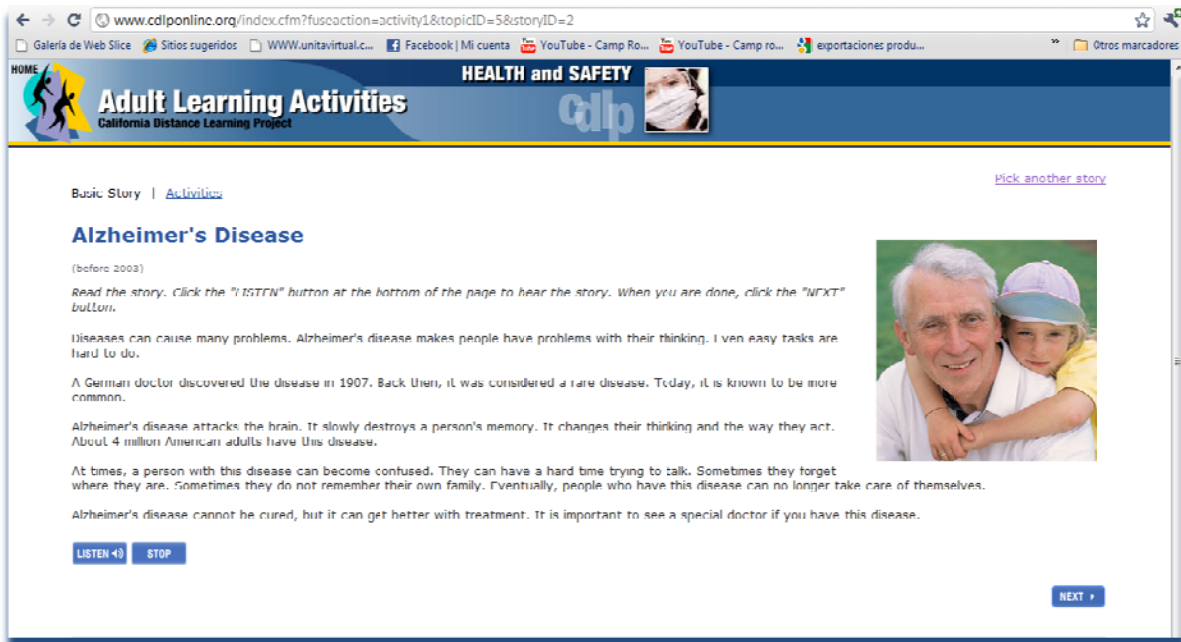 www.cdlponline.org/index.cfm?fuseaction=activity1&topicID=5&storyID=2
Galería de Web Slice Sitios sugeridos WWW.unitavirtual.c... Facebook | Mi cuenta YouTube - Camp Ro... YouTube - Camp ro... exportaciones produ... » Otros marcadores
HOME
HEALTH and SAFETY
Adult Learning Activities
cdlp
California Distance Learning Project
Pick another story
Basic Story | Activities
Alzheimer's Disease
(before 2003)
Read the story. Click the "LISTEN" button at the bottom of the page to hear the story. When you are done, click the "NEXT"
button.
Diseases can cause many problems. Alzheimer's disease makes people have problems with their thinking. Even easy tasks are
hard to do.
A German doctor discovered the disease in 1907. Back then, it was considered a rare disease. Today, it is known to be more
common.
Alzheimer's disease attacks the brain. It slowly destroys a person's memory. It changes their thinking and the way they act.
About 4 million American adults have this disease.
At times, a person with this disease can become confused. They can have a hard time trying to talk. Sometimes they forget
where they are. Sometimes they do not remember their own family. Eventually, people who have this disease can no longer take care of themselves.
Alzheimer's disease cannot be cured, but it can get better with treatment. It is important to see a special doctor if you have this disease.
LISTEN STOP
NEXT